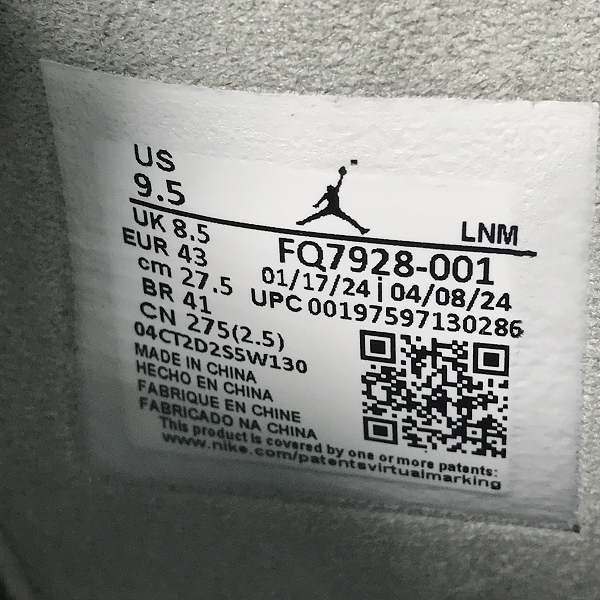 US
9.5
LNM
UK 8.5
EUR 43
cm 27.5
BR 41
CN 275(2.5)
FQ7928-001
01/17/24 | 04/08/24
UPC 00197597130286
04CT2D2S5W130
MADE IN CHINA
HECHO EN CHINA
FABRIQUE EN CHINE
FABRICADO NA CHINA
This product is covered by one or more patents:
www.nike.com/patentsvirtualmarking